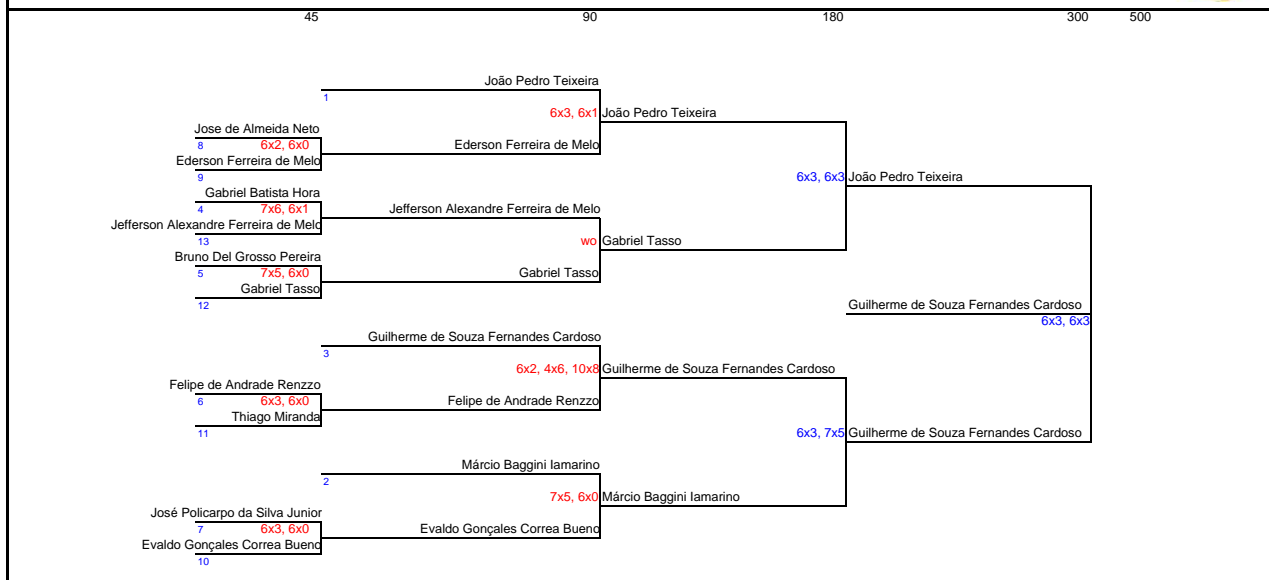 45 90 180 300 500
João Pedro Teixeira
1
6x3, 6x1 João Pedro Teixeira
Jose de Almeida Neto
8 6x2, 6x0
Ederson Ferreira de Melo
Ederson Ferreira de Melo
9
6x3, 6x3 João Pedro Teixeira
Gabriel Batista Hora
4 7x6, 6x1
Jefferson Alexandre Ferreira de Melo
Jefferson Alexandre Ferreira de Melo
13
wo Gabriel Tasso
Bruno Del Grosso Pereira
5 7x5, 6x0
Gabriel Tasso
Gabriel Tasso
12
Guilherme de Souza Fernandes Cardoso
6x3, 6x3
Guilherme de Souza Fernandes Cardoso
3
6x2, 4x6, 10x8 Guilherme de Souza Fernandes Cardoso
Felipe de Andrade Renzzo
6 6x3, 6x0
Felipe de Andrade Renzzo
Thiago Miranda
11
6x3, 7x5 Guilherme de Souza Fernandes Cardoso
Márcio Baggini Iamarino
2
7x5, 6x0 Márcio Baggini Iamarino
José Policarpo da Silva Junior
7 6x3, 6x0
Evaldo Gonçales Correa Bueno
Evaldo Gonçales Correa Bueno
10